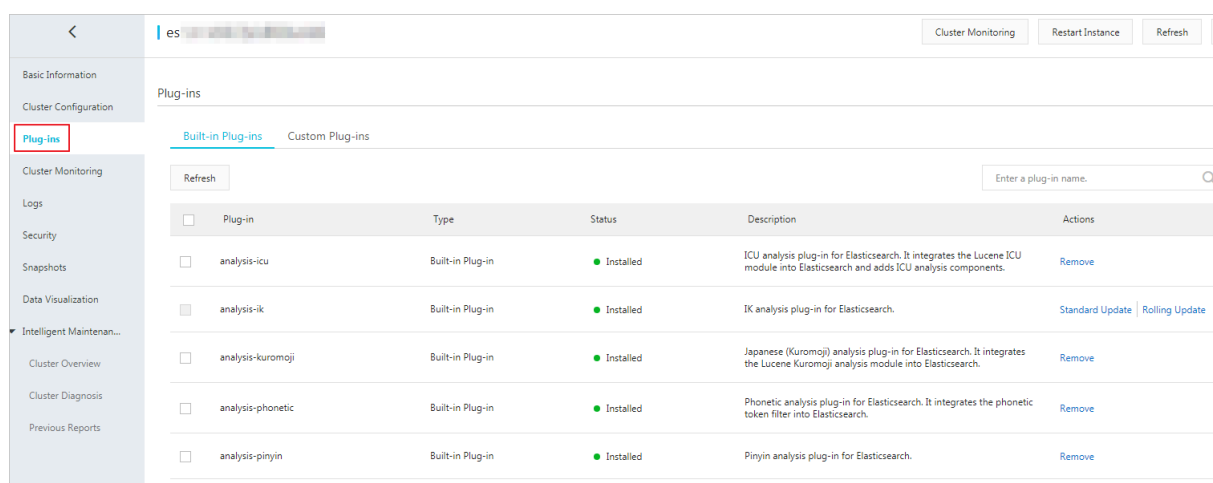 es
Cluster Monitoring
Restart Instance
Refresh
Basic Information
Cluster Configuration
Plug-ins
Cluster Monitoring
Logs
Security
Snapshots
Data Visualization
Intelligent Maintenan...
Cluster Overview
Cluster Diagnosis
Previous Reports
Plug-ins
Built-in Plug-ins Custom Plug-ins
Refresh
Enter a plug-in name.
Plug-in Type Status Description Actions
analysis-icu Built-in Plug-in Installed ICU analysis plug-in for Elasticsearch. It integrates the Lucene ICU
module into Elasticsearch and adds ICU analysis components. Remove
analysis-ik Built-in Plug-in Installed IK analysis plug-in for Elasticsearch. Standard Update Rolling Update
analysis-kuromoji Built-in Plug-in Installed Japanese (Kuromoji) analysis plug-in for Elasticsearch. It integrates
the Lucene Kuromoji analysis module into Elasticsearch. Remove
analysis-phonetic Built-in Plug-in Installed Phonetic analysis plug-in for Elasticsearch. It integrates the phonetic
token filter into Elasticsearch. Remove
analysis-pinyin Built-in Plug-in Installed Pinyin analysis plug-in for Elasticsearch. Remove